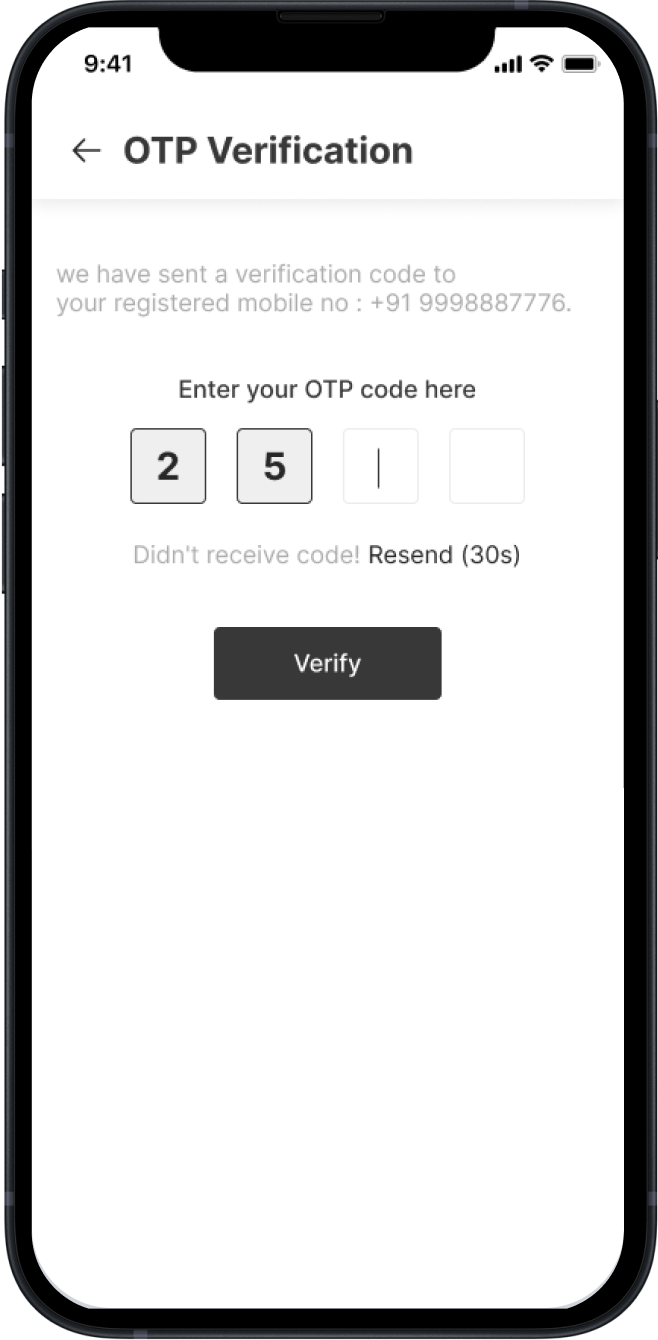 9:41
OTP Verification
we have sent a verification code to
your registered mobile no : +91 9998887776.
Enter your OTP code here
2 5
Didn't receive code! Resend (30s)
Verify